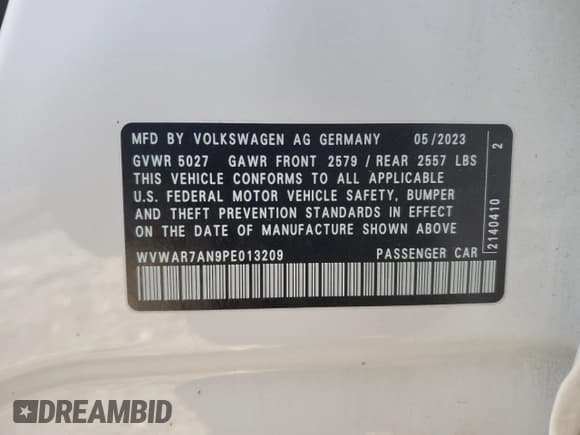 MFD BY VOLKSWAGEN AG GERMANY 05/2023
GVWR 5027 GAWR FRONT 2579 / REAR 2557 LBS
THIS VEHICLE CONFORMS TO ALL APPLICABLE
U.S. FEDERAL MOTOR VEHICLE SAFETY, BUMPER
AND THEFT PREVENTION STANDARDS IN EFFECT
ON THE DATE OF MANUFACTURE SHOWN ABOVE
WVWAR7AN9PE013209 PASSENGER CAR
2140410 2
DREAMBID